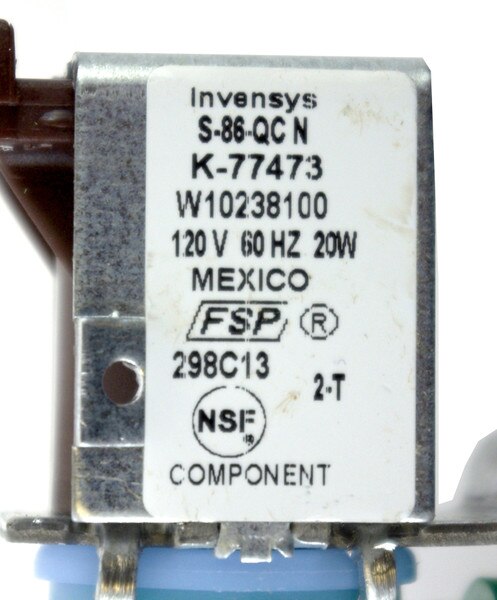 Invensys
S-86-QC N
K-77473
W10238100
120 V 60 HZ 20W
MEXICO
FSP ®
298C13
2-T
NSF ®
COMPONENT